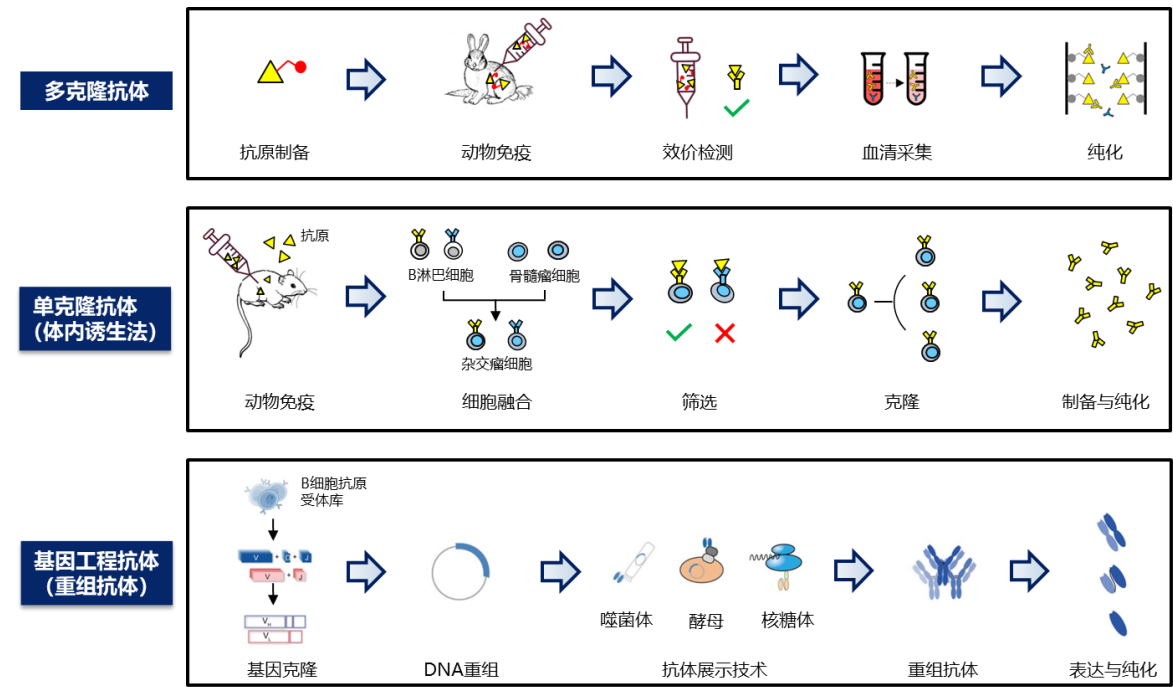 多克隆抗体
抗原制备
动物免疫
效价检测
血清采集
纯化
单克隆抗体
(体内诱生法)
抗原
B淋巴细胞
骨髓瘤细胞
杂交瘤细胞
动物免疫
细胞融合
筛选
克隆
制备与纯化
基因工程抗体
(重组抗体)
B细胞抗原
受体库
V + D + J
V + J
VH
VL
噬菌体
酵母
核糖体
基因克隆
DNA重组
抗体展示技术
重组抗体
表达与纯化